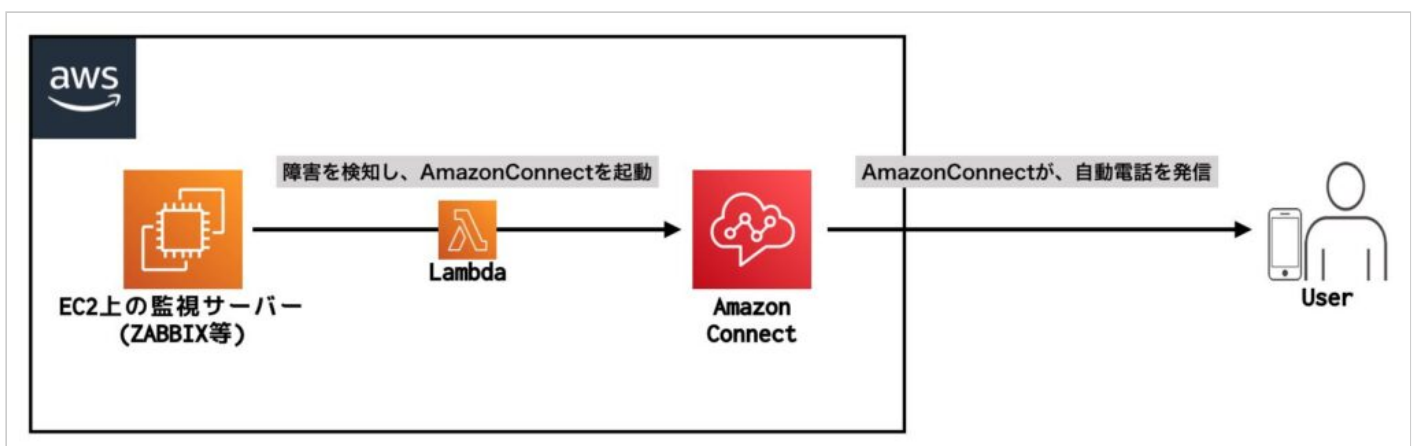 aws
障害を検知し、AmazonConnectを起動
AmazonConnectが、自動電話を発信
Lambda
EC2上の監視サーバー
(ZABBIX等)
Amazon
Connect
User